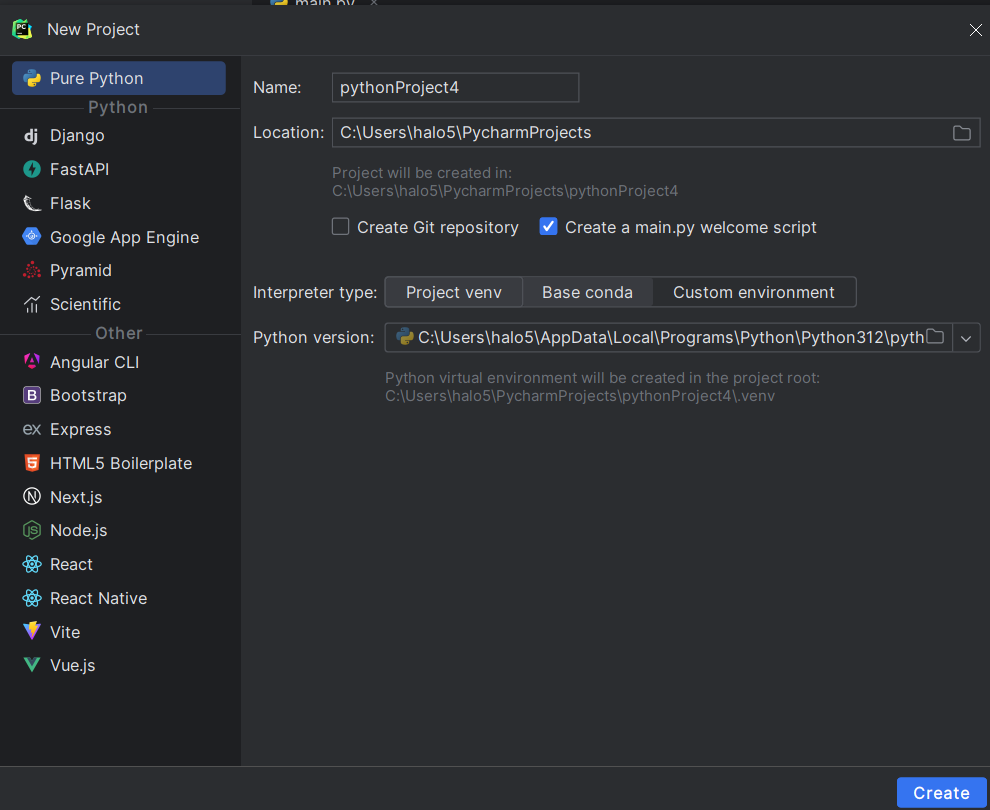 main.py
New Project
Pure Python
Python
dj Django
FastAPI
Flask
Google App Engine
Pyramid
Scientific
Other
Angular CLI
B Bootstrap
ex Express
HTML5 Boilerplate
Next.js
Node.js
React
React Native
Vite
Vue.js
Name: pythonProject4
Location: C:\Users\halo5\PycharmProjects
Project will be created in:
C:\Users\halo5\PycharmProjects\pythonProject4
Create Git repository Create a main.py welcome script
Interpreter type: Project venv Base conda Custom environment
Python version: C:\Users\halo5\AppData\Local\Programs\Python\Python312\pyth
Python virtual environment will be created in the project root:
C:\Users\halo5\PycharmProjects\pythonProject4\.venv
Create